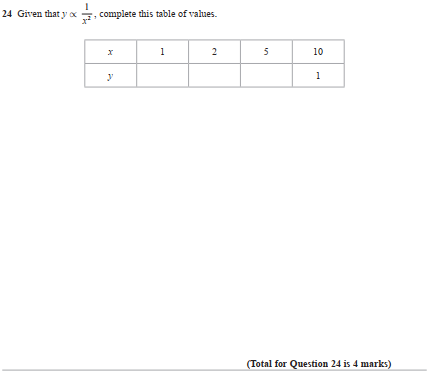 24 Given that y ∝ 1/x², complete this table of values.
x 1 2 5 10
y 1
(Total for Question 24 is 4 marks)